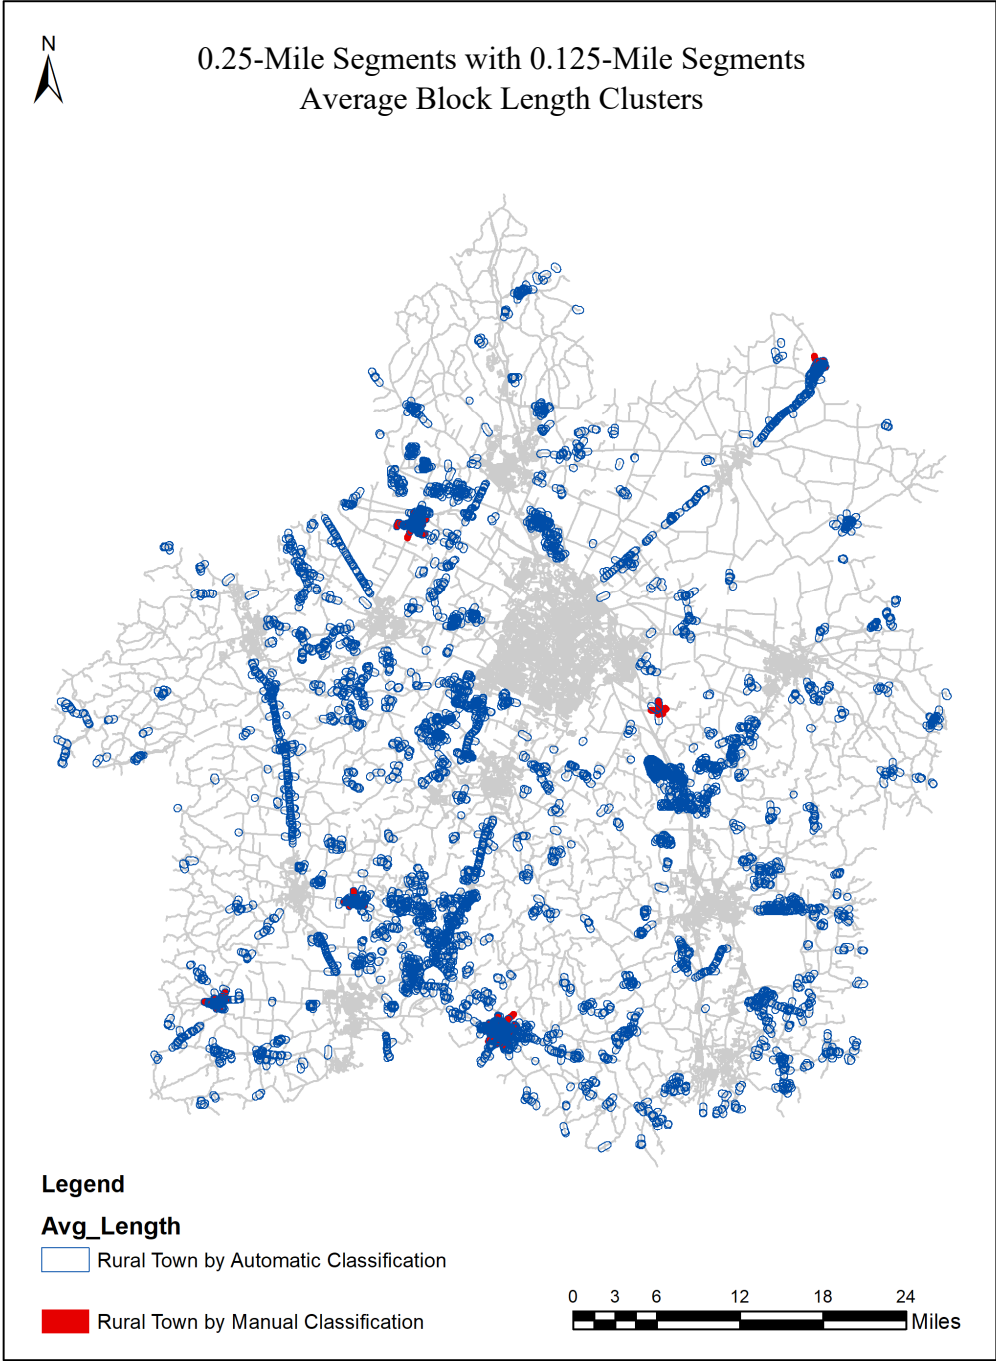 N
0.25-Mile Segments with 0.125-Mile Segments
Average Block Length Clusters
Legend
Avg_Length
Rural Town by Automatic Classification
Rural Town by Manual Classification
0 3 6 12 18 24
Miles